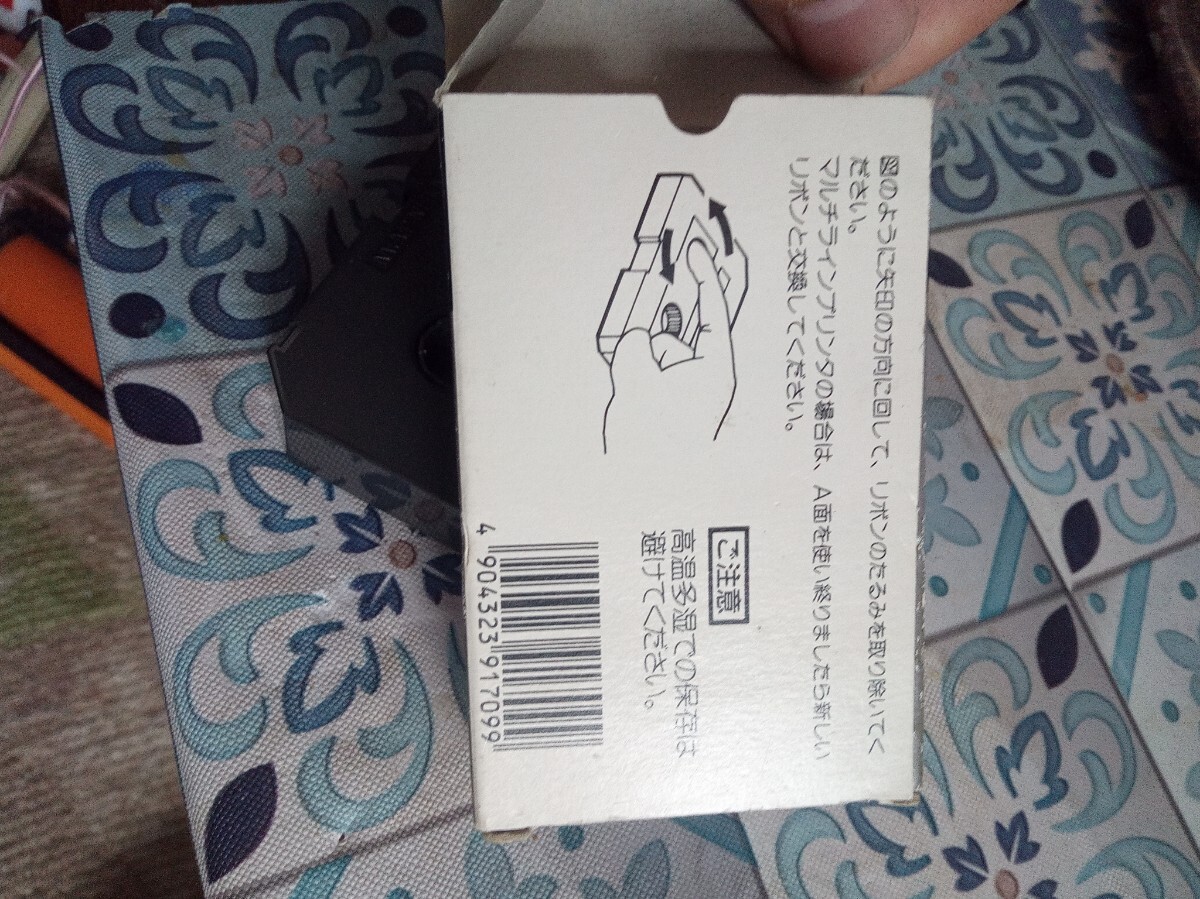 図のように矢印の方向に回して、リボンのたるみを取り除いてく
ださい。
マルチラインプリンタの場合は、A面を使い終りましたら新しい
リボンと交換してください。
ご注意
高温多湿での保存は
避けてください。
4 904323 917099